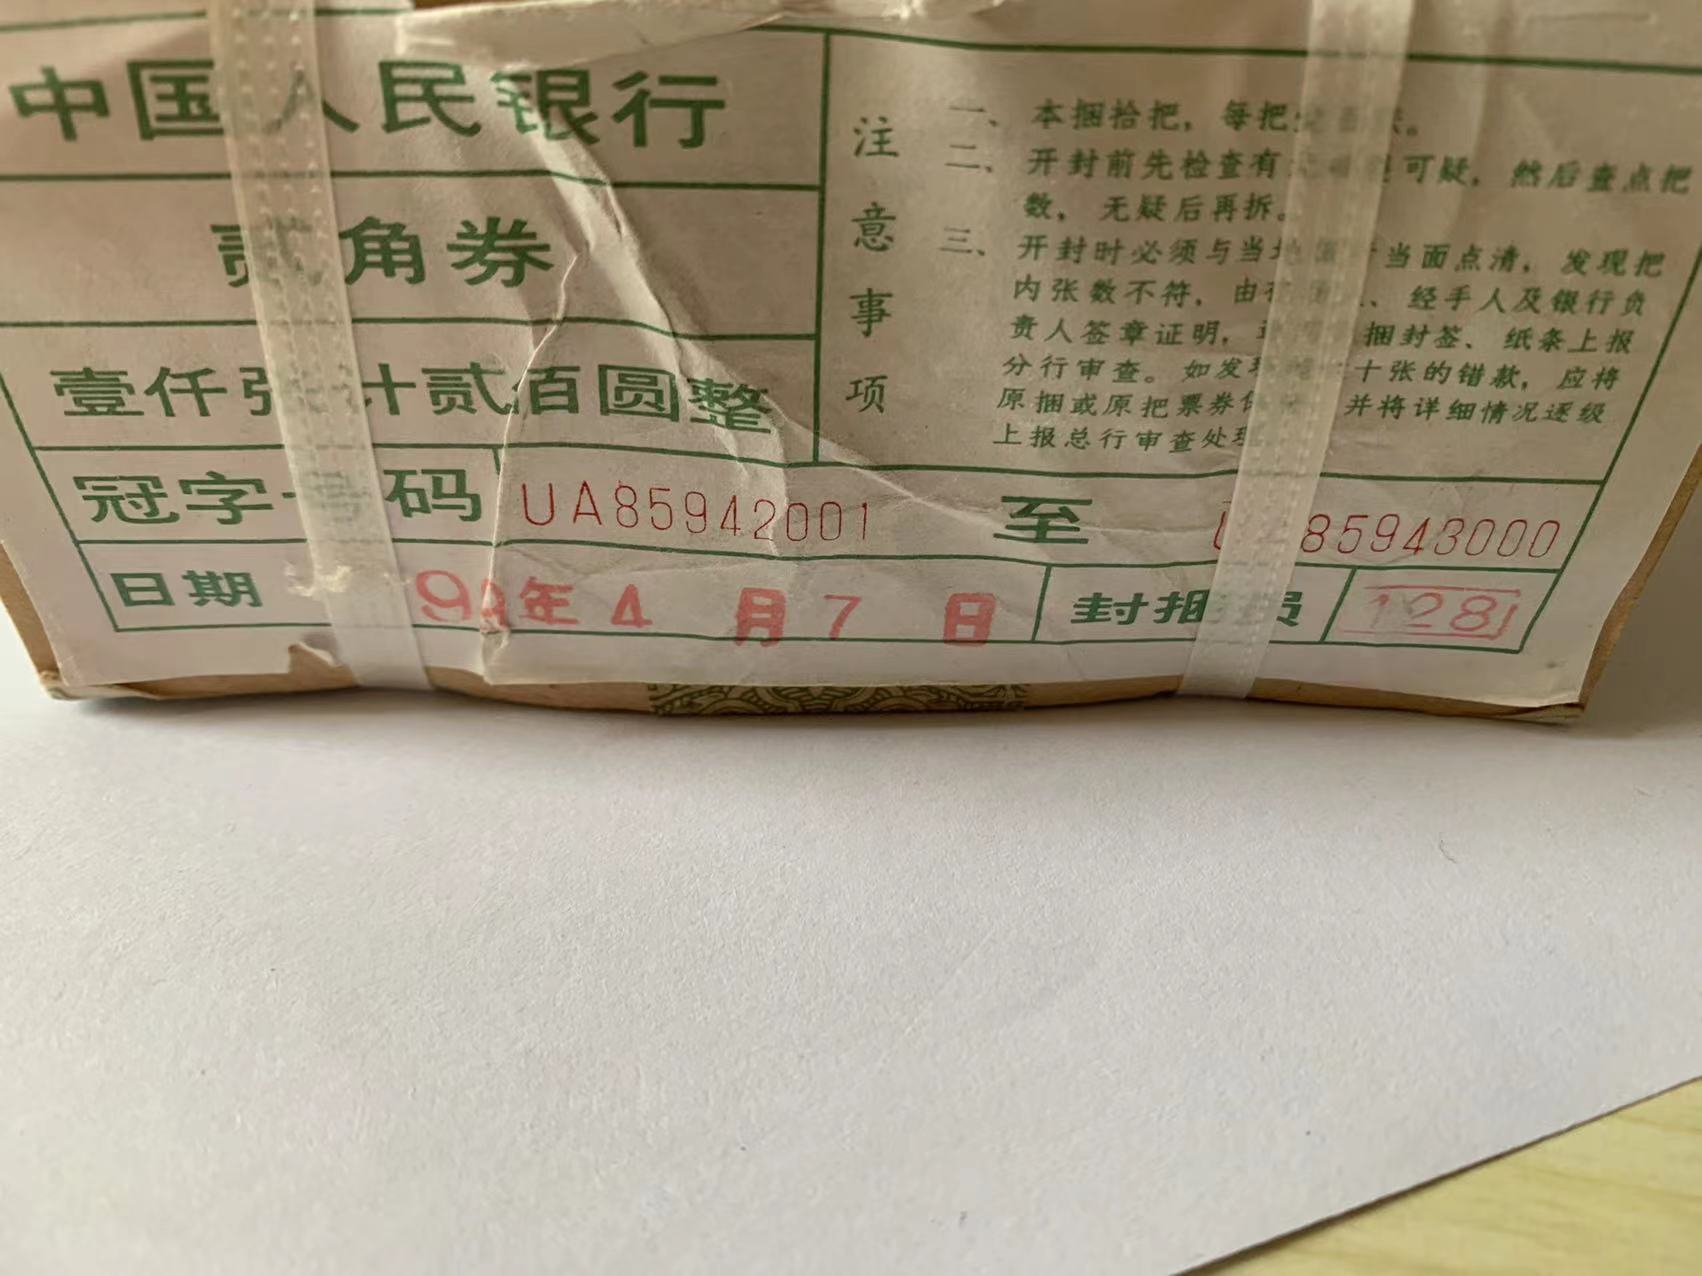 中国人民银行
贰角券
壹仟张计贰佰圆整
注意事项
一、本捆拾把，每把
二、开封前先检查有可疑，然后查点把
数，无疑后再拆。
三、开封时必须与当地当面点清，发现把
内张数不符，由、经手人及银行负
责人签章证明，捆封签、纸条上报
分行审查。如发十张的错款，应将
原捆或原把票券并将详细情况逐级
上报总行审查处理
冠字号码 UA85942001 至 85943000
日期 9年4月7日 封捆员 128